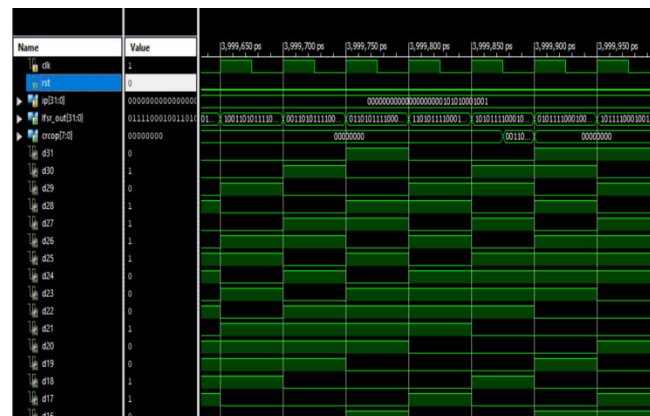 Name Value 3,999,650 ps 3,999,700 ps 3,999,750 ps 3,999,800 ps 3,999,850 ps 3,999,900 ps 3,999,950 ps
clk 1
rst 0
ip[31:0] 0000000000000000 00000000000000000000101010001001
lfsr_out[31:0] 0111100010011010 01... 1001101011110... 0011010111100... 0110101111000... 1101011110001... 1010111100010... 0101111000100... 1011110001001
crcop[7:0] 00000000 00000000 00110... 00000000
d31 0
d30 1
d29 0
d28 1
d27 1
d26 1
d25 1
d24 0
d23 0
d22 0
d21 1
d20 0
d19 0
d18 1
d17 1
d16 0